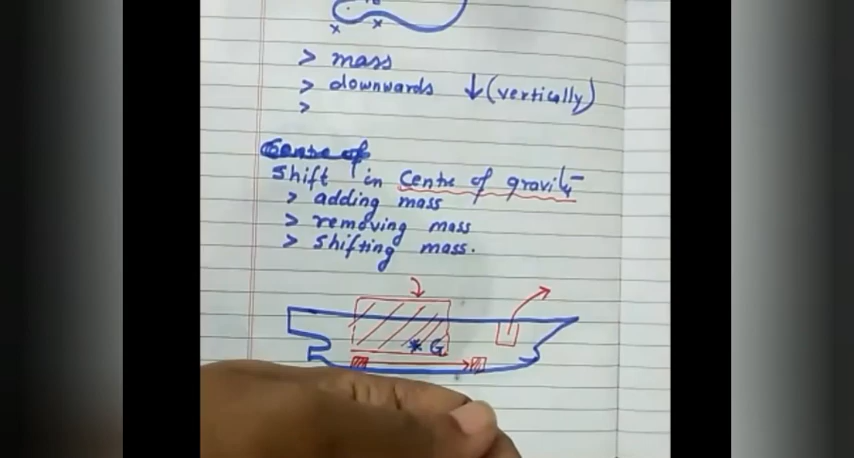 x x
> mass
> downwards ↓ (vertically)
>
Centre of
Shift in Centre of gravity
> adding mass
> removing mass
> Shifting mass.
* G